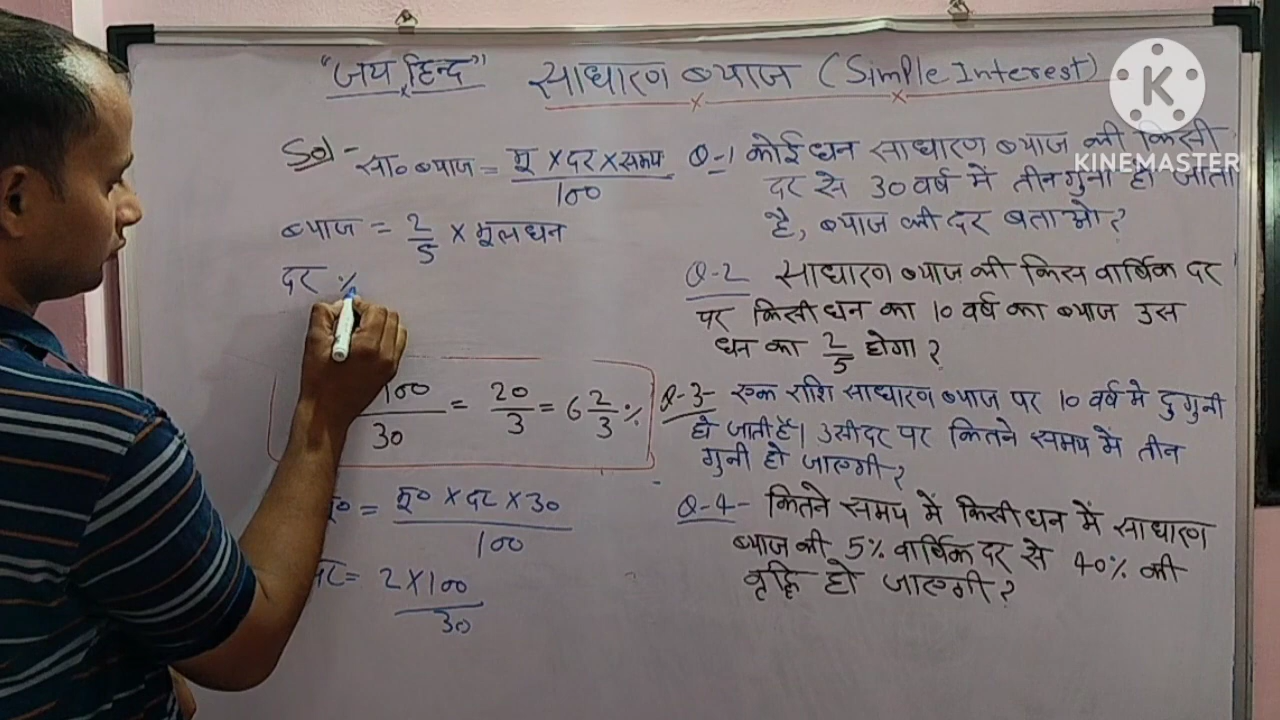 "जय हिन्द" साधारण ब्याज (Simple Interest)
K
KINEMASTER
Sol - सा० ब्याज = मू × दर × समय / 100
ब्याज = 2/5 × मूलधन
दर %
100 / 30 = 20/3 = 6 2/3 %
= मू० × दर × 30 / 100
दर = 2 × 100 / 30
Q-1 कोई धन साधारण ब्याज की किसी
दर से 30 वर्ष में तीन गुना हो जाता
है, ब्याज की दर बताओ?
Q-2 साधारण ब्याज की किस वार्षिक दर
पर किसी धन का 10 वर्ष का ब्याज उस
धन का 2/5 होगा?
Q-3- एक राशि साधारण ब्याज पर 10 वर्ष मे दुगुनी
हो जाती है। उसी दर पर कितने समय में तीन
गुनी हो जाएगी?
Q-4- कितने समय में किसी धन में साधारण
ब्याज की 5% वार्षिक दर से 40% की
वृद्धि हो जाएगी?